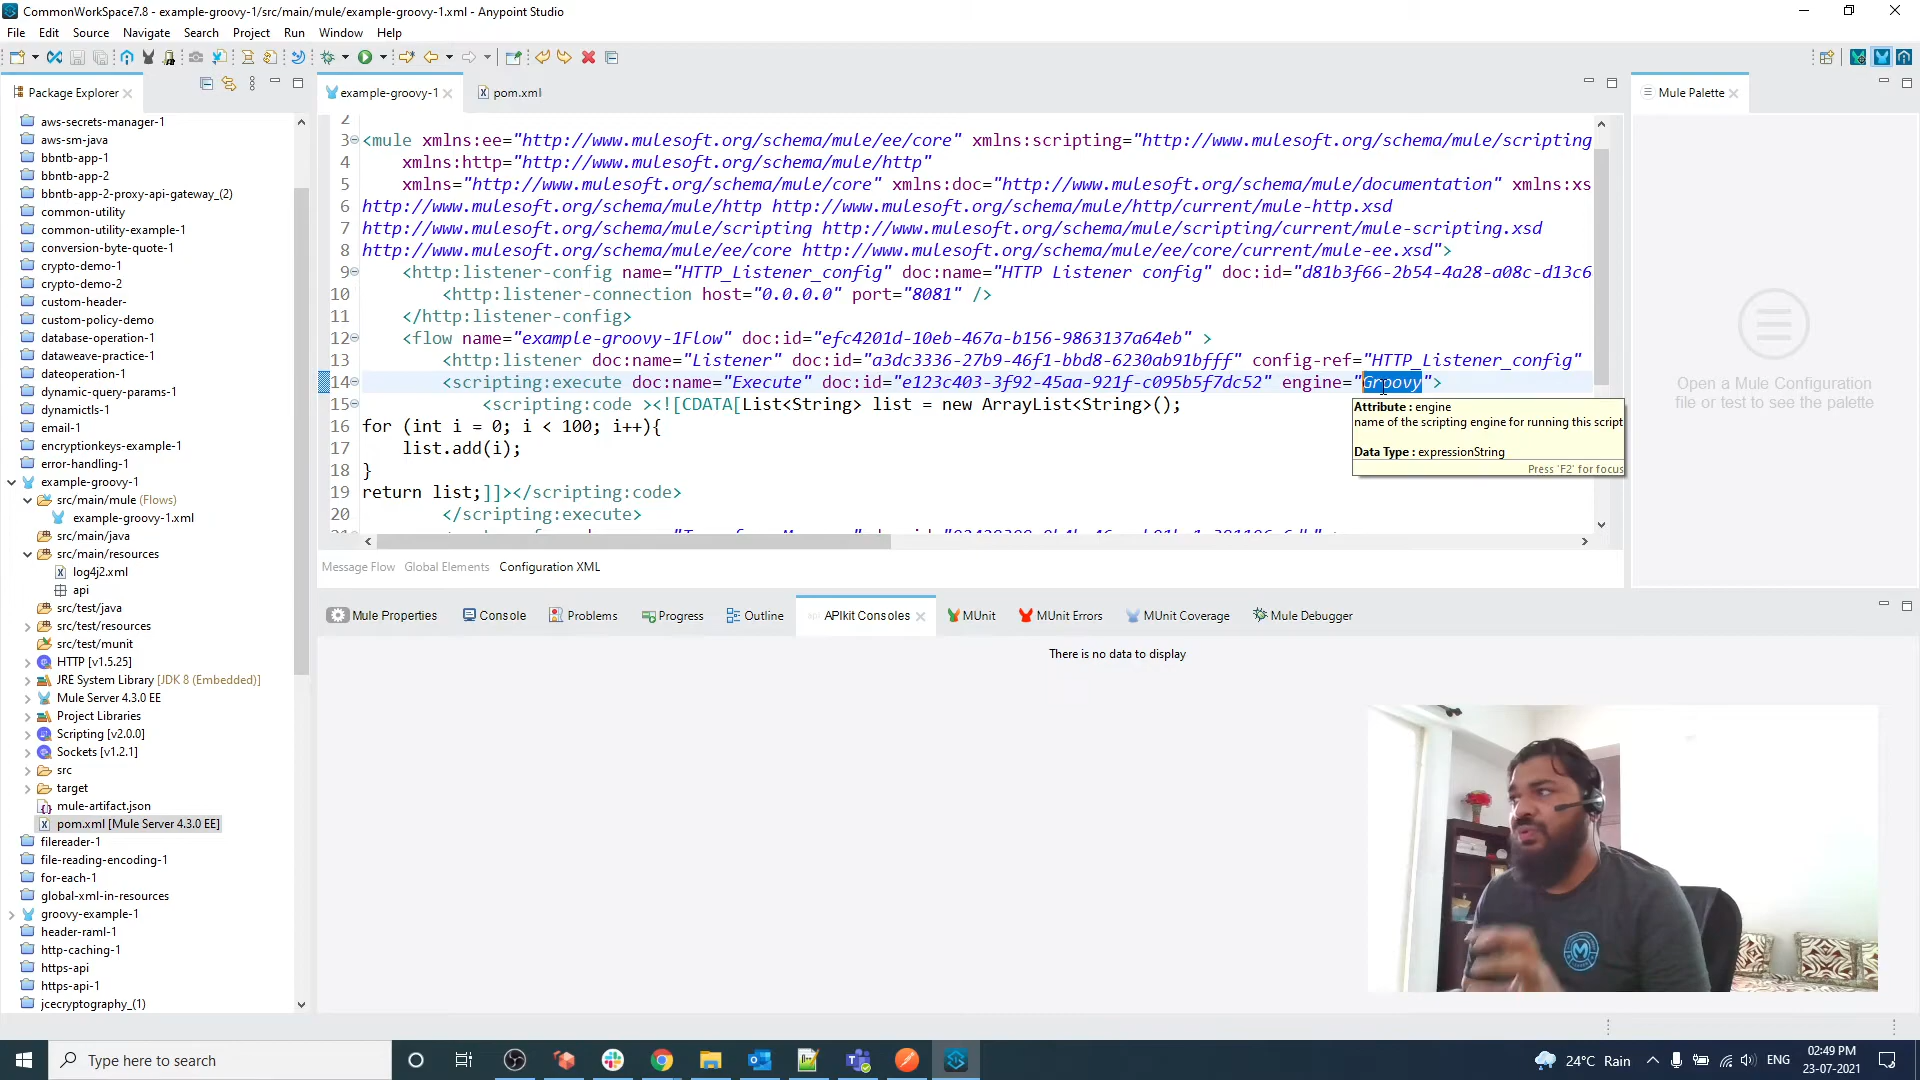 CommonWorkSpace7.8 - example-groovy-1/src/main/mule/example-groovy-1.xml - Anypoint Studio
File Edit Source Navigate Search Project Run Window Help
Package Explorer
aws-secrets-manager-1
aws-sm-java
bbntb-app-1
bbntb-app-2
bbntb-app-2-proxy-api-gateway_(2)
common-utility
common-utility-example-1
conversion-byte-quote-1
crypto-demo-1
crypto-demo-2
custom-header-
custom-policy-demo
database-operation-1
dataweave-practice-1
dateoperation-1
dynamic-query-params-1
dynamictls-1
email-1
encryptionkeys-example-1
error-handling-1
example-groovy-1
src/main/mule (Flows)
example-groovy-1.xml
src/main/java
src/main/resources
log4j2.xml
api
src/test/java
src/test/resources
src/test/munit
HTTP [v1.5.25]
JRE System Library [JDK 8 (Embedded)]
Mule Server 4.3.0 EE
Project Libraries
Scripting [v2.0.0]
Sockets [v1.2.1]
src
target
mule-artifact.json
pom.xml [Mule Server 4.3.0 EE]
filereader-1
file-reading-encoding-1
for-each-1
global-xml-in-resources
groovy-example-1
header-raml-1
http-caching-1
https-api
https-api-1
jcecryptography_(1)
example-groovy-1 pom.xml
2
3 <mule xmlns:ee="http://www.mulesoft.org/schema/mule/ee/core" xmlns:scripting="http://www.mulesoft.org/schema/mule/scripting
4 xmlns:http="http://www.mulesoft.org/schema/mule/http"
5 xmlns="http://www.mulesoft.org/schema/mule/core" xmlns:doc="http://www.mulesoft.org/schema/mule/documentation" xmlns:xs
6 http://www.mulesoft.org/schema/mule/http http://www.mulesoft.org/schema/mule/http/current/mule-http.xsd
7 http://www.mulesoft.org/schema/mule/scripting http://www.mulesoft.org/schema/mule/scripting/current/mule-scripting.xsd
8 http://www.mulesoft.org/schema/mule/ee/core http://www.mulesoft.org/schema/mule/ee/core/current/mule-ee.xsd">
9 <http:listener-config name="HTTP_Listener_config" doc:name="HTTP Listener config" doc:id="d81b3f66-2b54-4a28-a08c-d13c6
10 <http:listener-connection host="0.0.0.0" port="8081" />
11 </http:listener-config>
12 <flow name="example-groovy-1Flow" doc:id="efc4201d-10eb-467a-b156-9863137a64eb" >
13 <http:listener doc:name="Listener" doc:id="a3dc3336-27b9-46f1-bbd8-6230ab91bfff" config-ref="HTTP_Listener_config"
14 <scripting:execute doc:name="Execute" doc:id="e123c403-3f92-45aa-921f-c095b5f7dc52" engine="Groovy">
15 <scripting:code ><![CDATA[List<String> list = new ArrayList<String>();
16 for (int i = 0; i < 100; i++){
17 list.add(i);
18 }
19 return list;]]></scripting:code>
20 </scripting:execute>
Attribute : engine
name of the scripting engine for running this script
Data Type : expressionString
Press 'F2' for focus
Message Flow Global Elements Configuration XML
Mule Palette
Open a Mule Configuration
file or test to see the palette
Mule Properties Console Problems Progress Outline APIkit Consoles MUnit MUnit Errors MUnit Coverage Mule Debugger
There is no data to display
Type here to search
24°C Rain
ENG
02:49 PM
23-07-2021